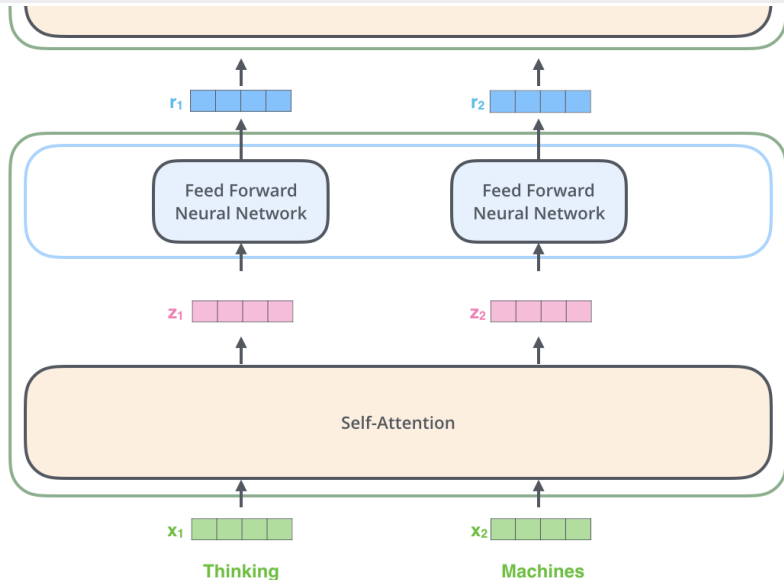 r₁ r₂
Feed Forward Feed Forward
Neural Network Neural Network
z₁ z₂
Self-Attention
x₁ x₂
Thinking Machines